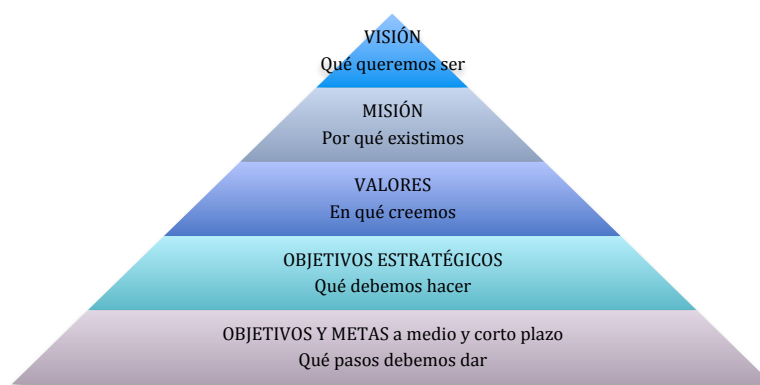 VISIÓN
Qué queremos ser
MISIÓN
Por qué existimos
VALORES
En qué creemos
OBJETIVOS ESTRATÉGICOS
Qué debemos hacer
OBJETIVOS Y METAS a medio y corto plazo
Qué pasos debemos dar